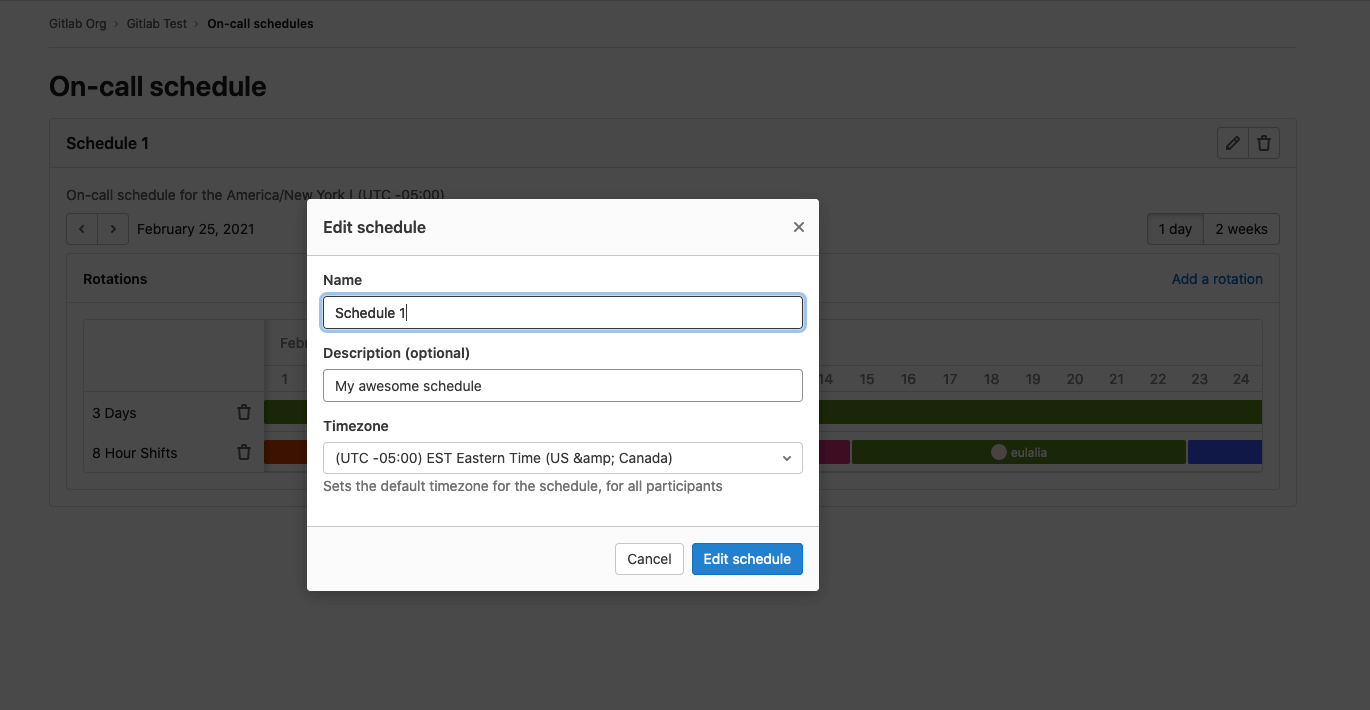 Gitlab Org › Gitlab Test › On-call schedules
On-call schedule
Schedule 1
On-call schedule for the America/New York | (UTC -05:00)
February 25, 2021
1 day 2 weeks
Rotations
Add a rotation
1 14 15 16 17 18 19 20 21 22 23 24
3 Days
8 Hour Shifts
eulalia
Edit schedule
Name
Schedule 1
Description (optional)
My awesome schedule
Timezone
(UTC -05:00) EST Eastern Time (US &amp; Canada)
Sets the default timezone for the schedule, for all participants
Cancel Edit schedule